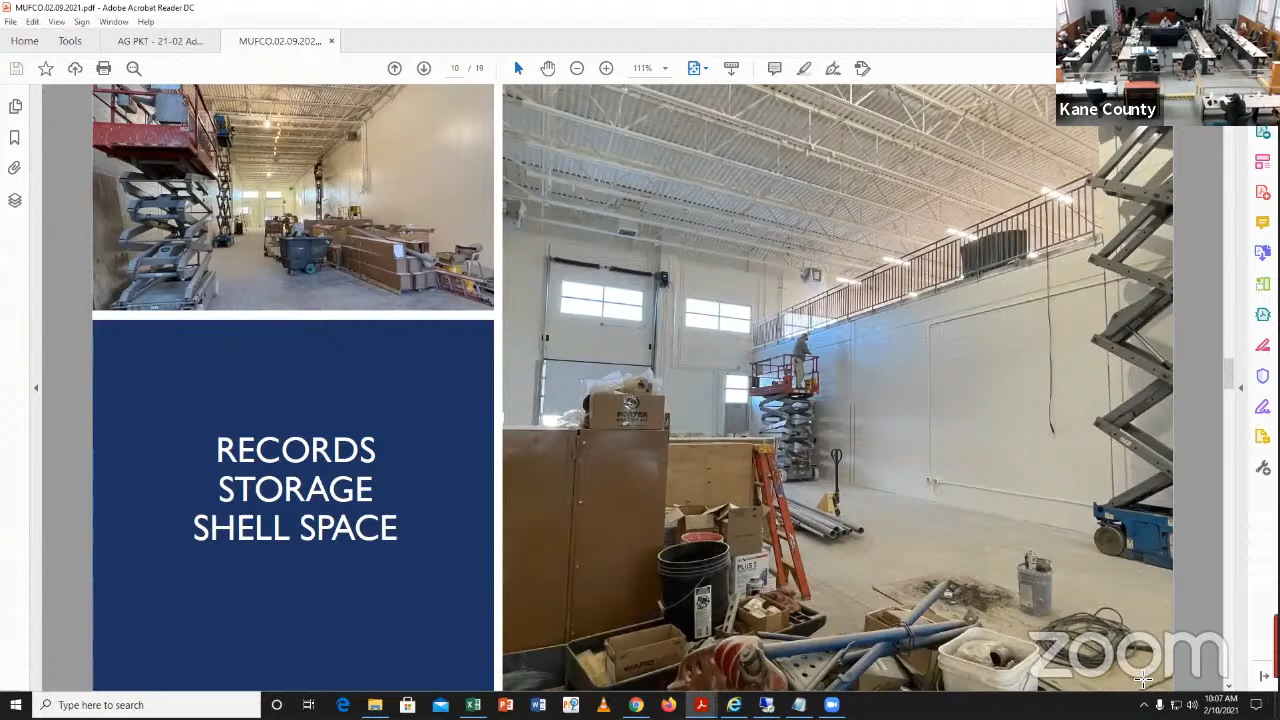 MUFCO.02.09.2021.pdf - Adobe Acrobat Reader DC
File Edit View Sign Window Help
Home Tools AG PKT - 21-02 Ad... MUFCO.02.09.202... ×
10 19 111%
Kane County
RECORDS
STORAGE
SHELL SPACE
PLUS 3
zoom
Type here to search
10:07 AM
2/10/2021